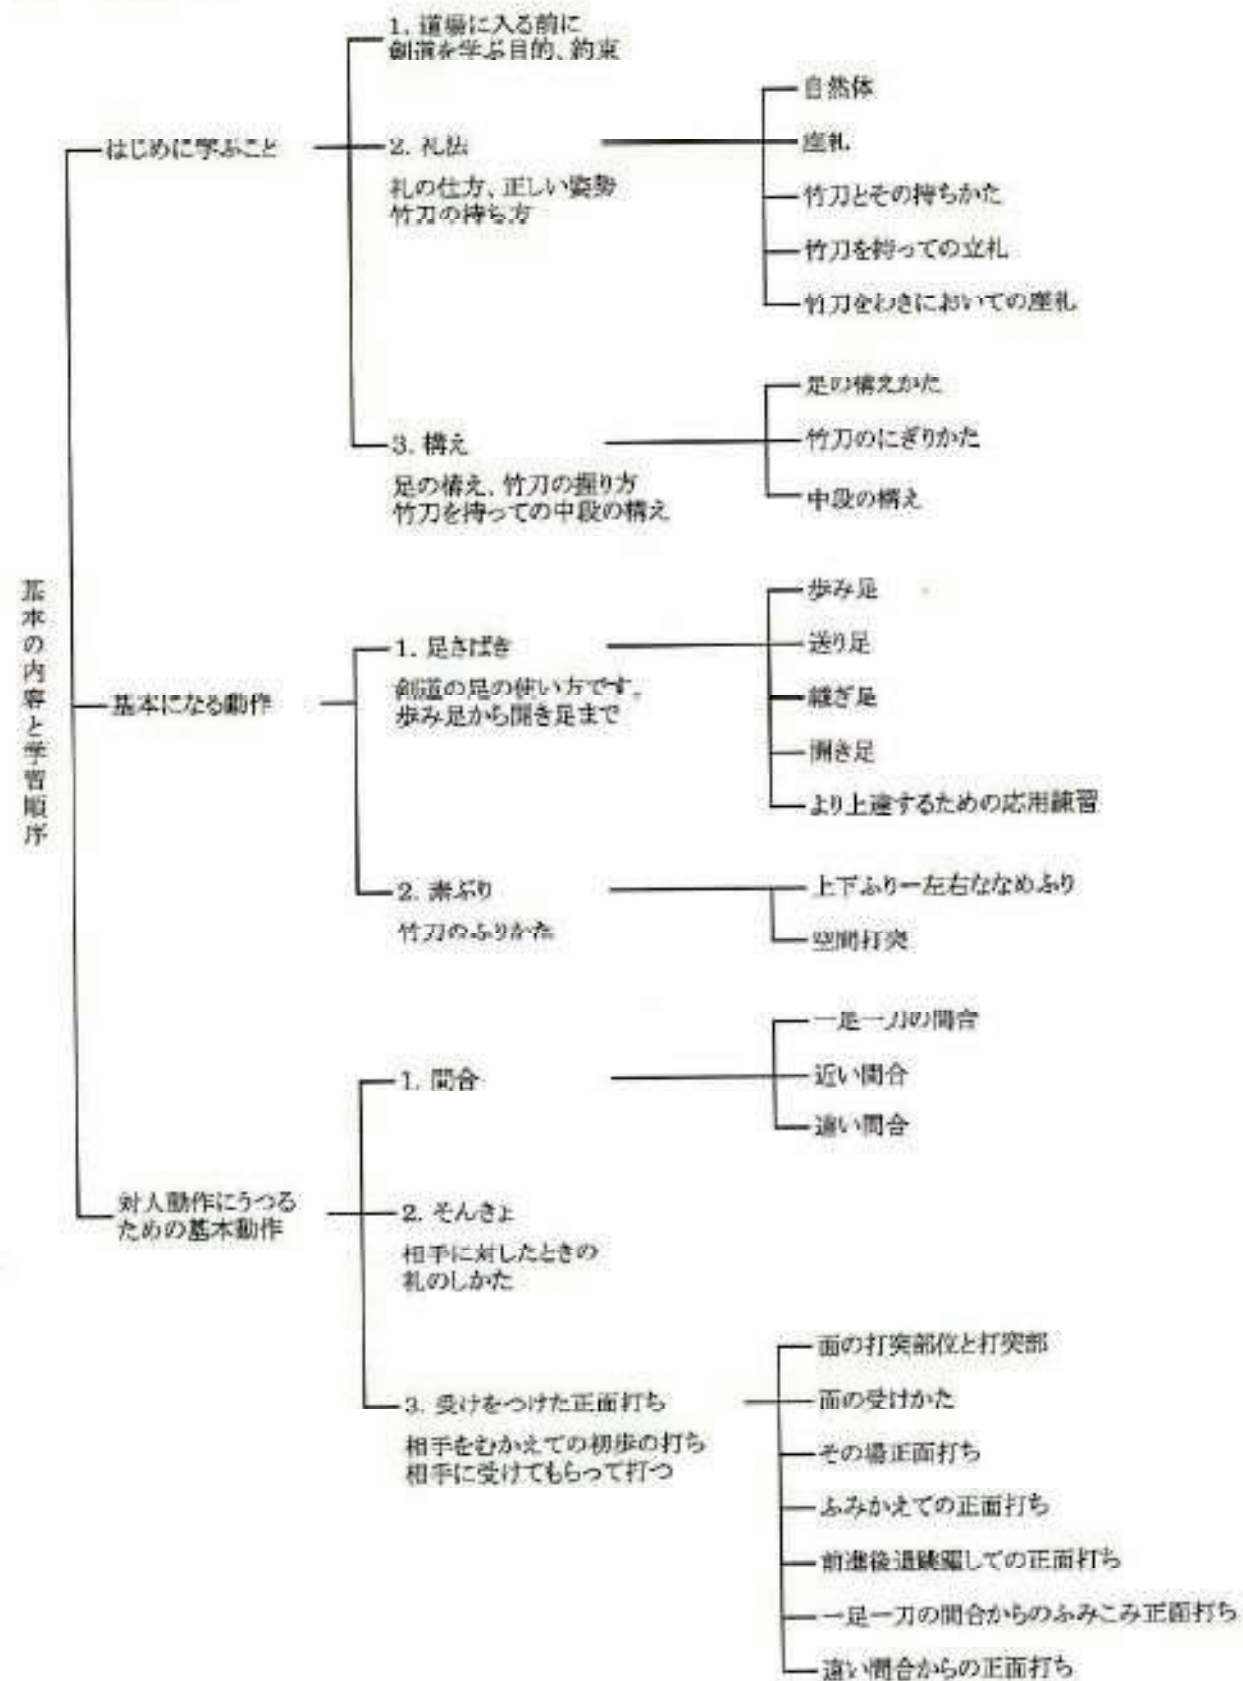 基本の内容と学習順序
はじめに学ぶこと
1. 道場に入る前に
剣道を学ぶ目的、約束
2. 礼法
礼の仕方、正しい姿勢
竹刀の持ち方
自然体
座礼
竹刀とその持ちかた
竹刀を持っての立礼
竹刀をわきにおいての座礼
3. 構え
足の構え、竹刀の握り方
竹刀を持っての中段の構え
足の構えかた
竹刀のにぎりかた
中段の構え
基本になる動作
1. 足さばき
剣道の足の使い方です。
歩み足から開き足まで
歩み足
送り足
継ぎ足
開き足
より上達するための応用練習
2. 素ぶり
竹刀のふりかた
上下ふりー左右ななめふり
空間打突
対人動作にうつる
ための基本動作
1. 間合
一足一刀の間合
近い間合
遠い間合
2. そんきょ
相手に対したときの
礼のしかた
3. 受けをつけた正面打ち
相手をむかえての初歩の打ち
相手に受けてもらって打つ
面の打突部位と打突部
面の受けかた
その場正面打ち
ふみかえての正面打ち
前進後退跳躍しての正面打ち
一足一刀の間合からのふみこみ正面打ち
遠い間合からの正面打ち